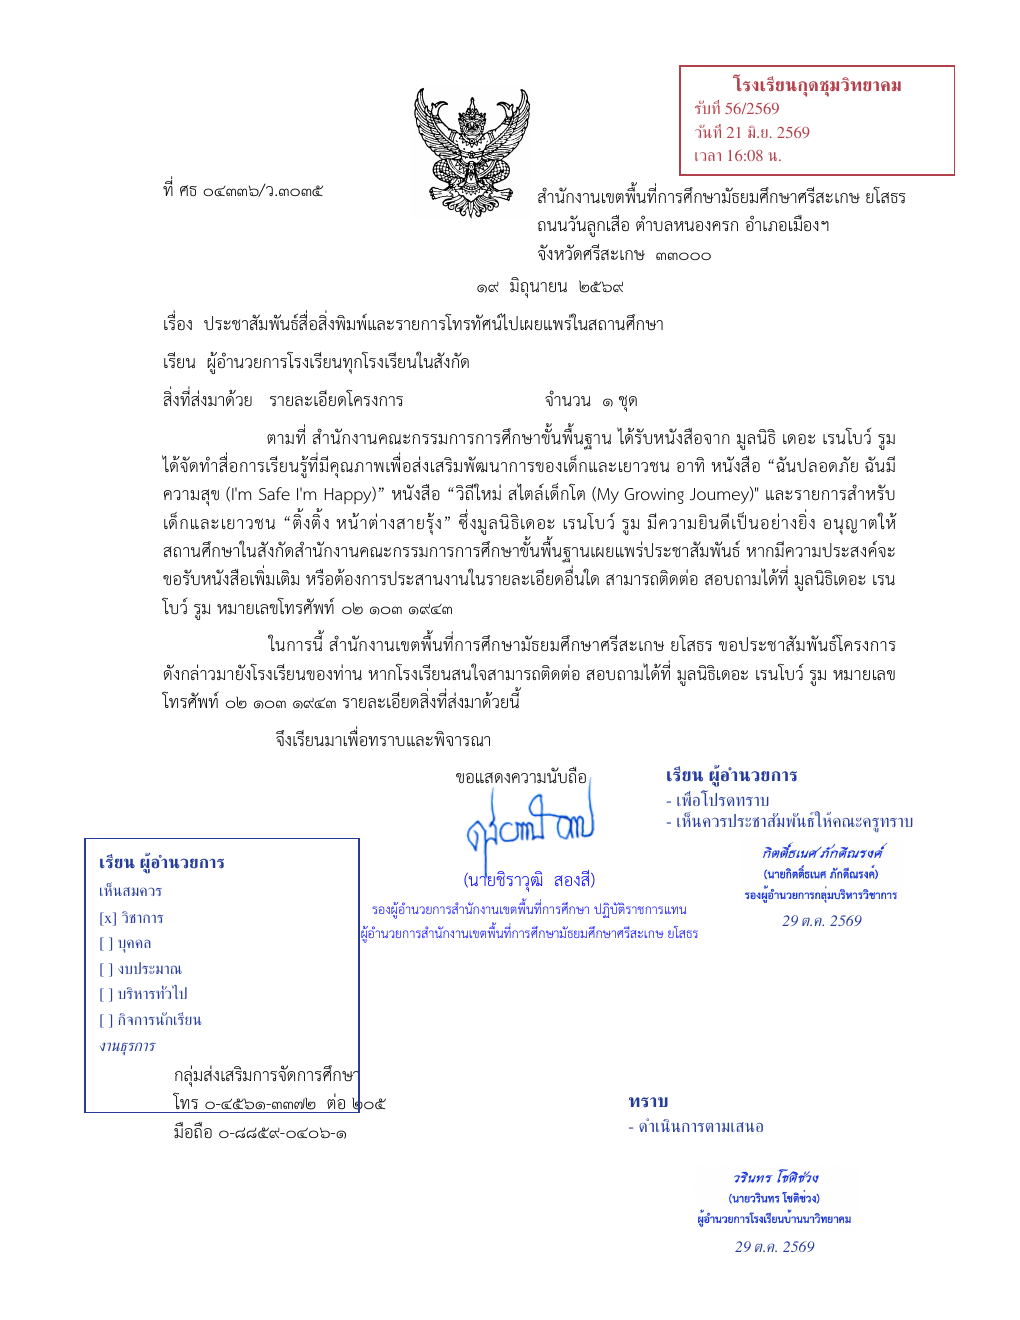 โรงเรียนกุดชุมวิทยาคม
รับที่ 56/2569
วันที่ 21 มิ.ย. 2569
เวลา 16:08 น.
ที่ ศธ ๐๔๓๓๖/ว.๓๐๓๕
สำนักงานเขตพื้นที่การศึกษามัธยมศึกษาศรีสะเกษ ยโสธร
ถนนวันลูกเสือ ตำบลหนองครก อำเภอเมืองฯ
จังหวัดศรีสะเกษ ๓๓๐๐๐
๑๙ มิถุนายน ๒๕๖๙
เรื่อง ประชาสัมพันธ์สื่อสิ่งพิมพ์และรายการโทรทัศน์ไปเผยแพร่ในสถานศึกษา
เรียน ผู้อำนวยการโรงเรียนทุกโรงเรียนในสังกัด
สิ่งที่ส่งมาด้วย รายละเอียดโครงการ จำนวน ๑ ชุด
ตามที่ สำนักงานคณะกรรมการการศึกษาขั้นพื้นฐาน ได้รับหนังสือจาก มูลนิธิ เดอะ เรนโบว์ รูม
ได้จัดทำสื่อการเรียนรู้ที่มีคุณภาพเพื่อส่งเสริมพัฒนาการของเด็กและเยาวชน อาทิ หนังสือ “ฉันปลอดภัย ฉันมี
ความสุข (I'm Safe I'm Happy)” หนังสือ “วิถีใหม่ สไตล์เด็กโต (My Growing Joumey)" และรายการสำหรับ
เด็กและเยาวชน “ติ้งติ้ง หน้าต่างสายรุ้ง” ซึ่งมูลนิธิเดอะ เรนโบว์ รูม มีความยินดีเป็นอย่างยิ่ง อนุญาตให้
สถานศึกษาในสังกัดสำนักงานคณะกรรมการการศึกษาขั้นพื้นฐานเผยแพร่ประชาสัมพันธ์ หากมีความประสงค์จะ
ขอรับหนังสือเพิ่มเติม หรือต้องการประสานงานในรายละเอียดอื่นใด สามารถติดต่อ สอบถามได้ที่ มูลนิธิเดอะ เรน
โบว์ รูม หมายเลขโทรศัพท์ ๐๒ ๑๐๓ ๑๙๔๓
ในการนี้ สำนักงานเขตพื้นที่การศึกษามัธยมศึกษาศรีสะเกษ ยโสธร ขอประชาสัมพันธ์โครงการ
ดังกล่าวมายังโรงเรียนของท่าน หากโรงเรียนสนใจสามารถติดต่อ สอบถามได้ที่ มูลนิธิเดอะ เรนโบว์ รูม หมายเลข
โทรศัพท์ ๐๒ ๑๐๓ ๑๙๔๓ รายละเอียดสิ่งที่ส่งมาด้วยนี้
จึงเรียนมาเพื่อทราบและพิจารณา
ขอแสดงความนับถือ
(นายชิราวุฒิ สองสี)
รองผู้อำนวยการสำนักงานเขตพื้นที่การศึกษา ปฏิบัติราชการแทน
ผู้อำนวยการสำนักงานเขตพื้นที่การศึกษามัธยมศึกษาศรีสะเกษ ยโสธร
เรียน ผู้อำนวยการ
- เพื่อโปรดทราบ
- เห็นควรประชาสัมพันธ์ให้คณะครูทราบ
กิตติ์ธเนศ ภักดีณรงค์
(นายกิตติ์ธเนศ ภักดีณรงค์)
รองผู้อำนวยการกลุ่มบริหารวิชาการ
29 ต.ค. 2569
เรียน ผู้อำนวยการ
เห็นสมควร
[x] วิชาการ
[ ] บุคคล
[ ] งบประมาณ
[ ] บริหารทั่วไป
[ ] กิจการนักเรียน
งานธุรการ
กลุ่มส่งเสริมการจัดการศึกษา
โทร ๐-๔๕๖๑-๓๓๗๒ ต่อ ๒๐๕
มือถือ ๐-๘๘๕๙-๐๔๐๖-๑
ทราบ
- ดำเนินการตามเสนอ
วรินทร โชติช่วง
(นายวรินทร โชติช่วง)
ผู้อำนวยการโรงเรียนบ้านนาวิทยาคม
29 ต.ค. 2569